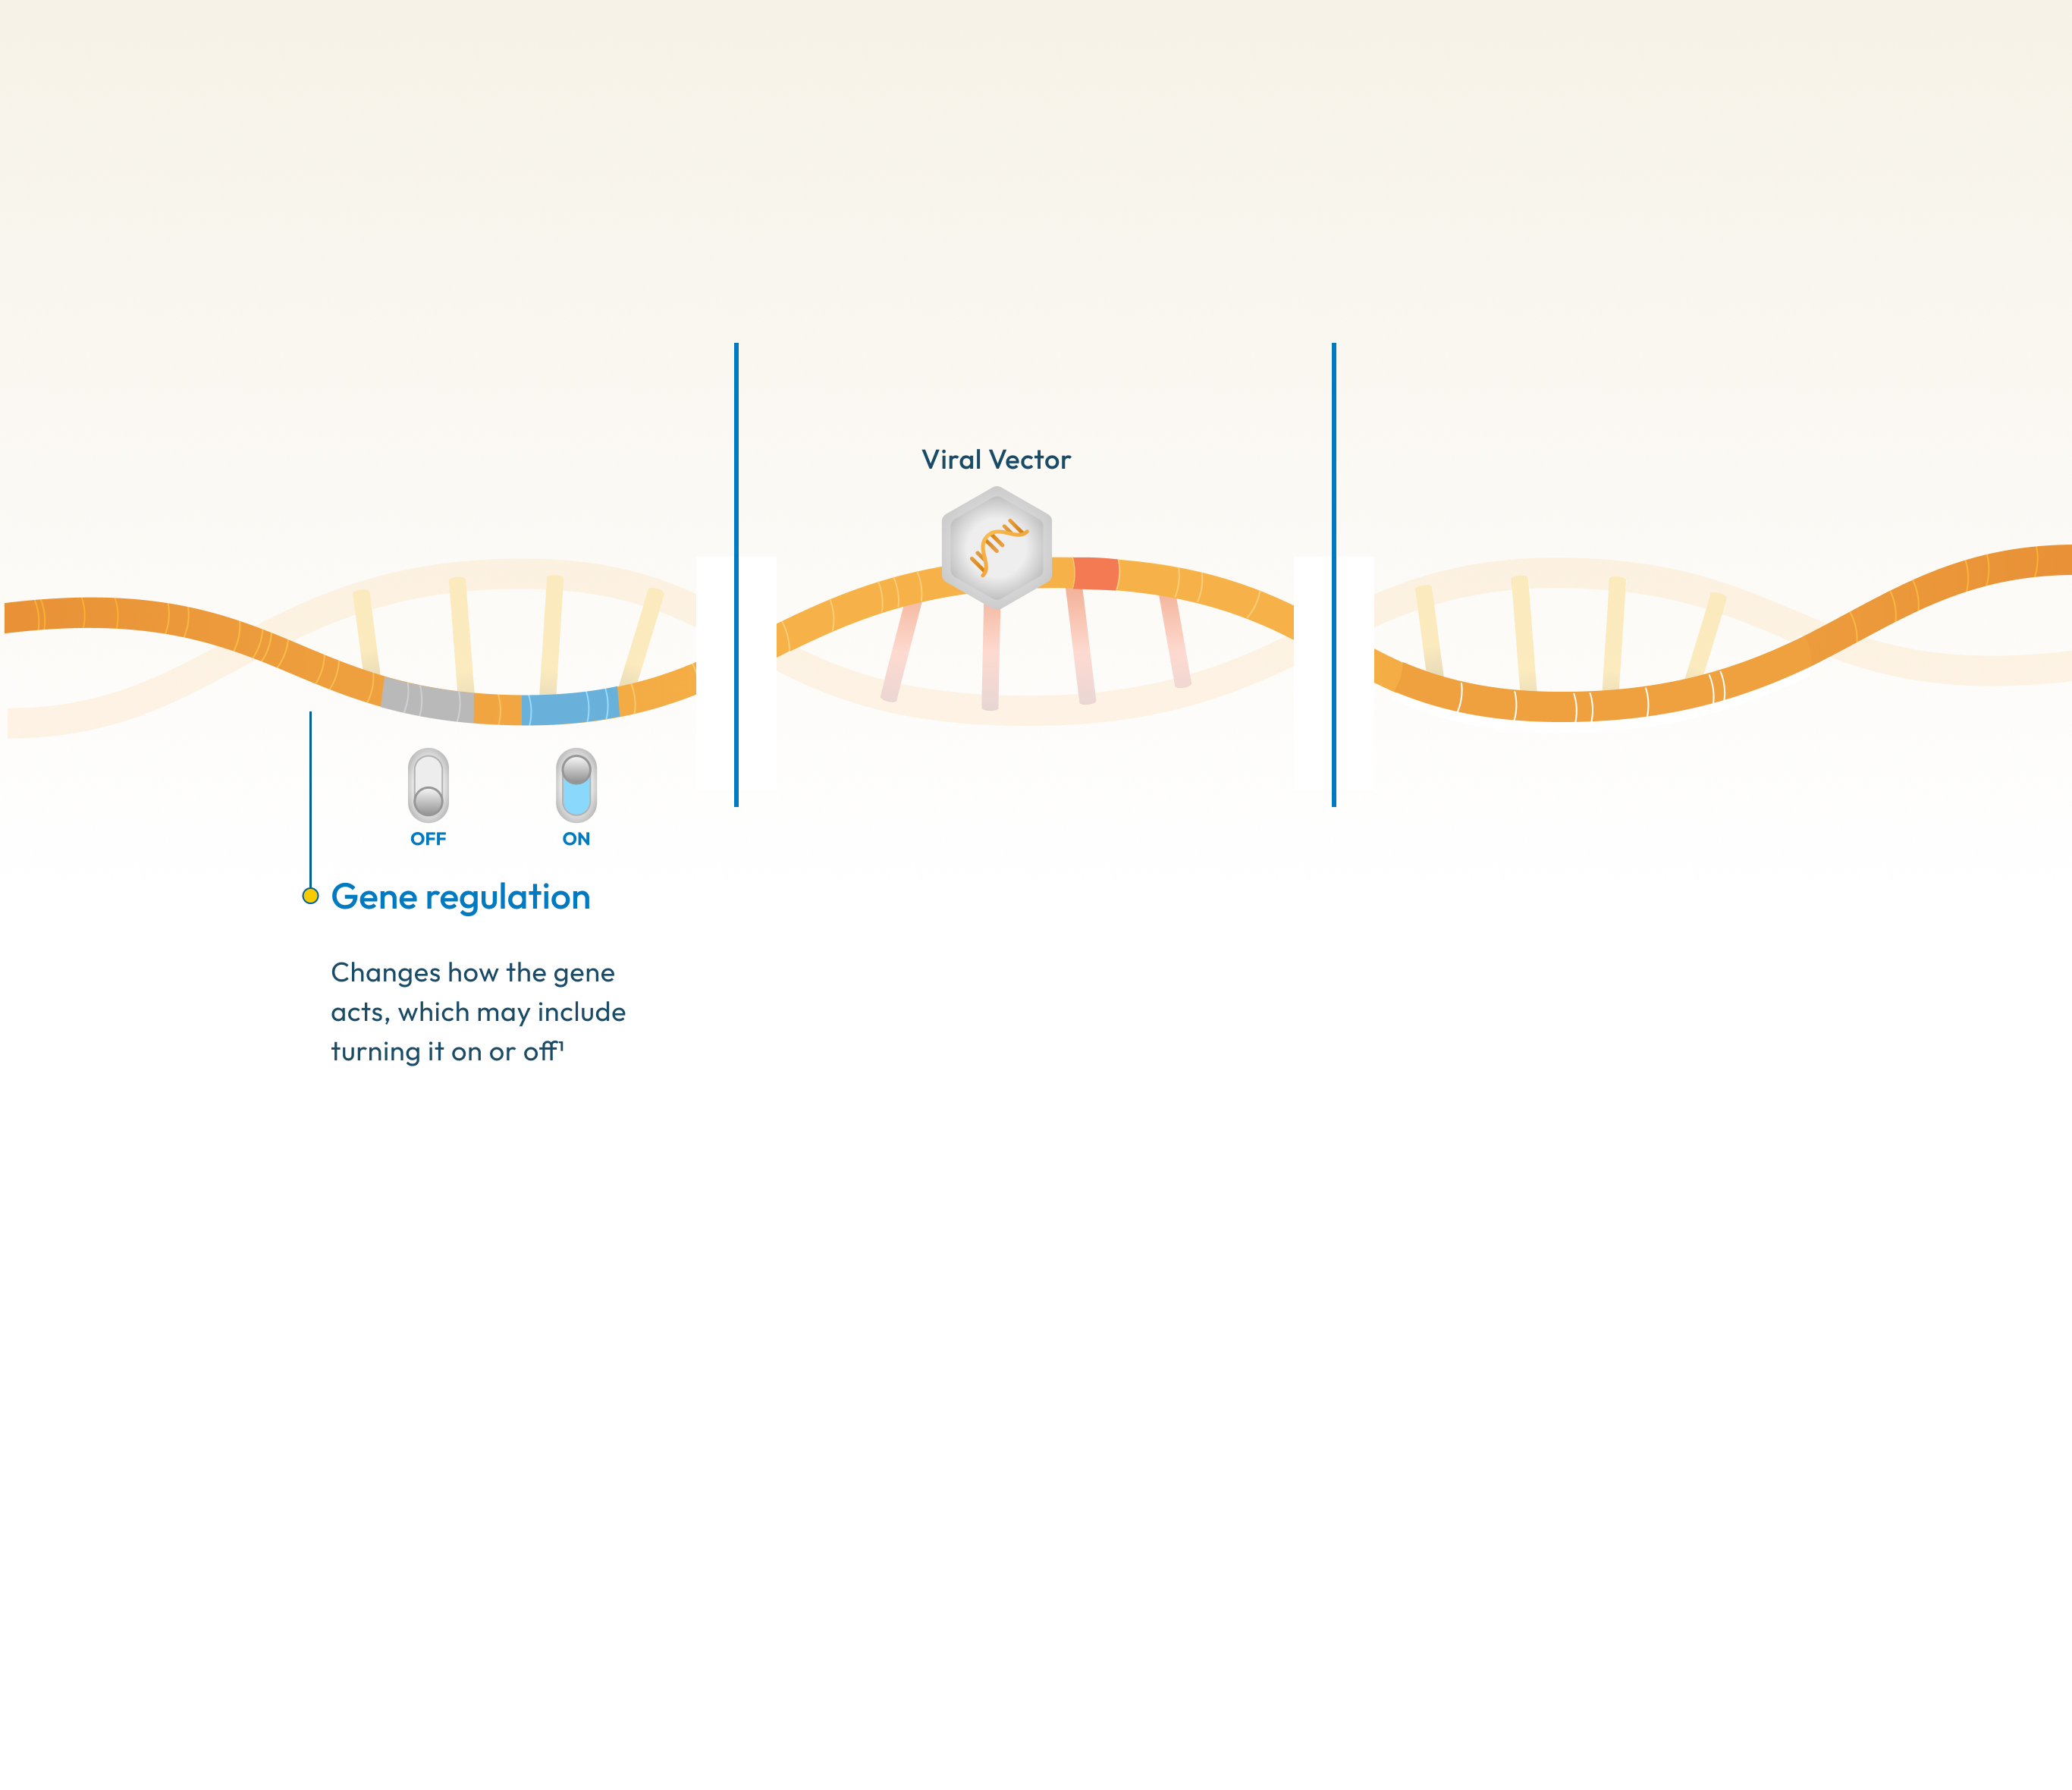 Viral Vector
OFF
ON
Gene regulation
Changes how the gene
acts, which may include
turning it on or off¹